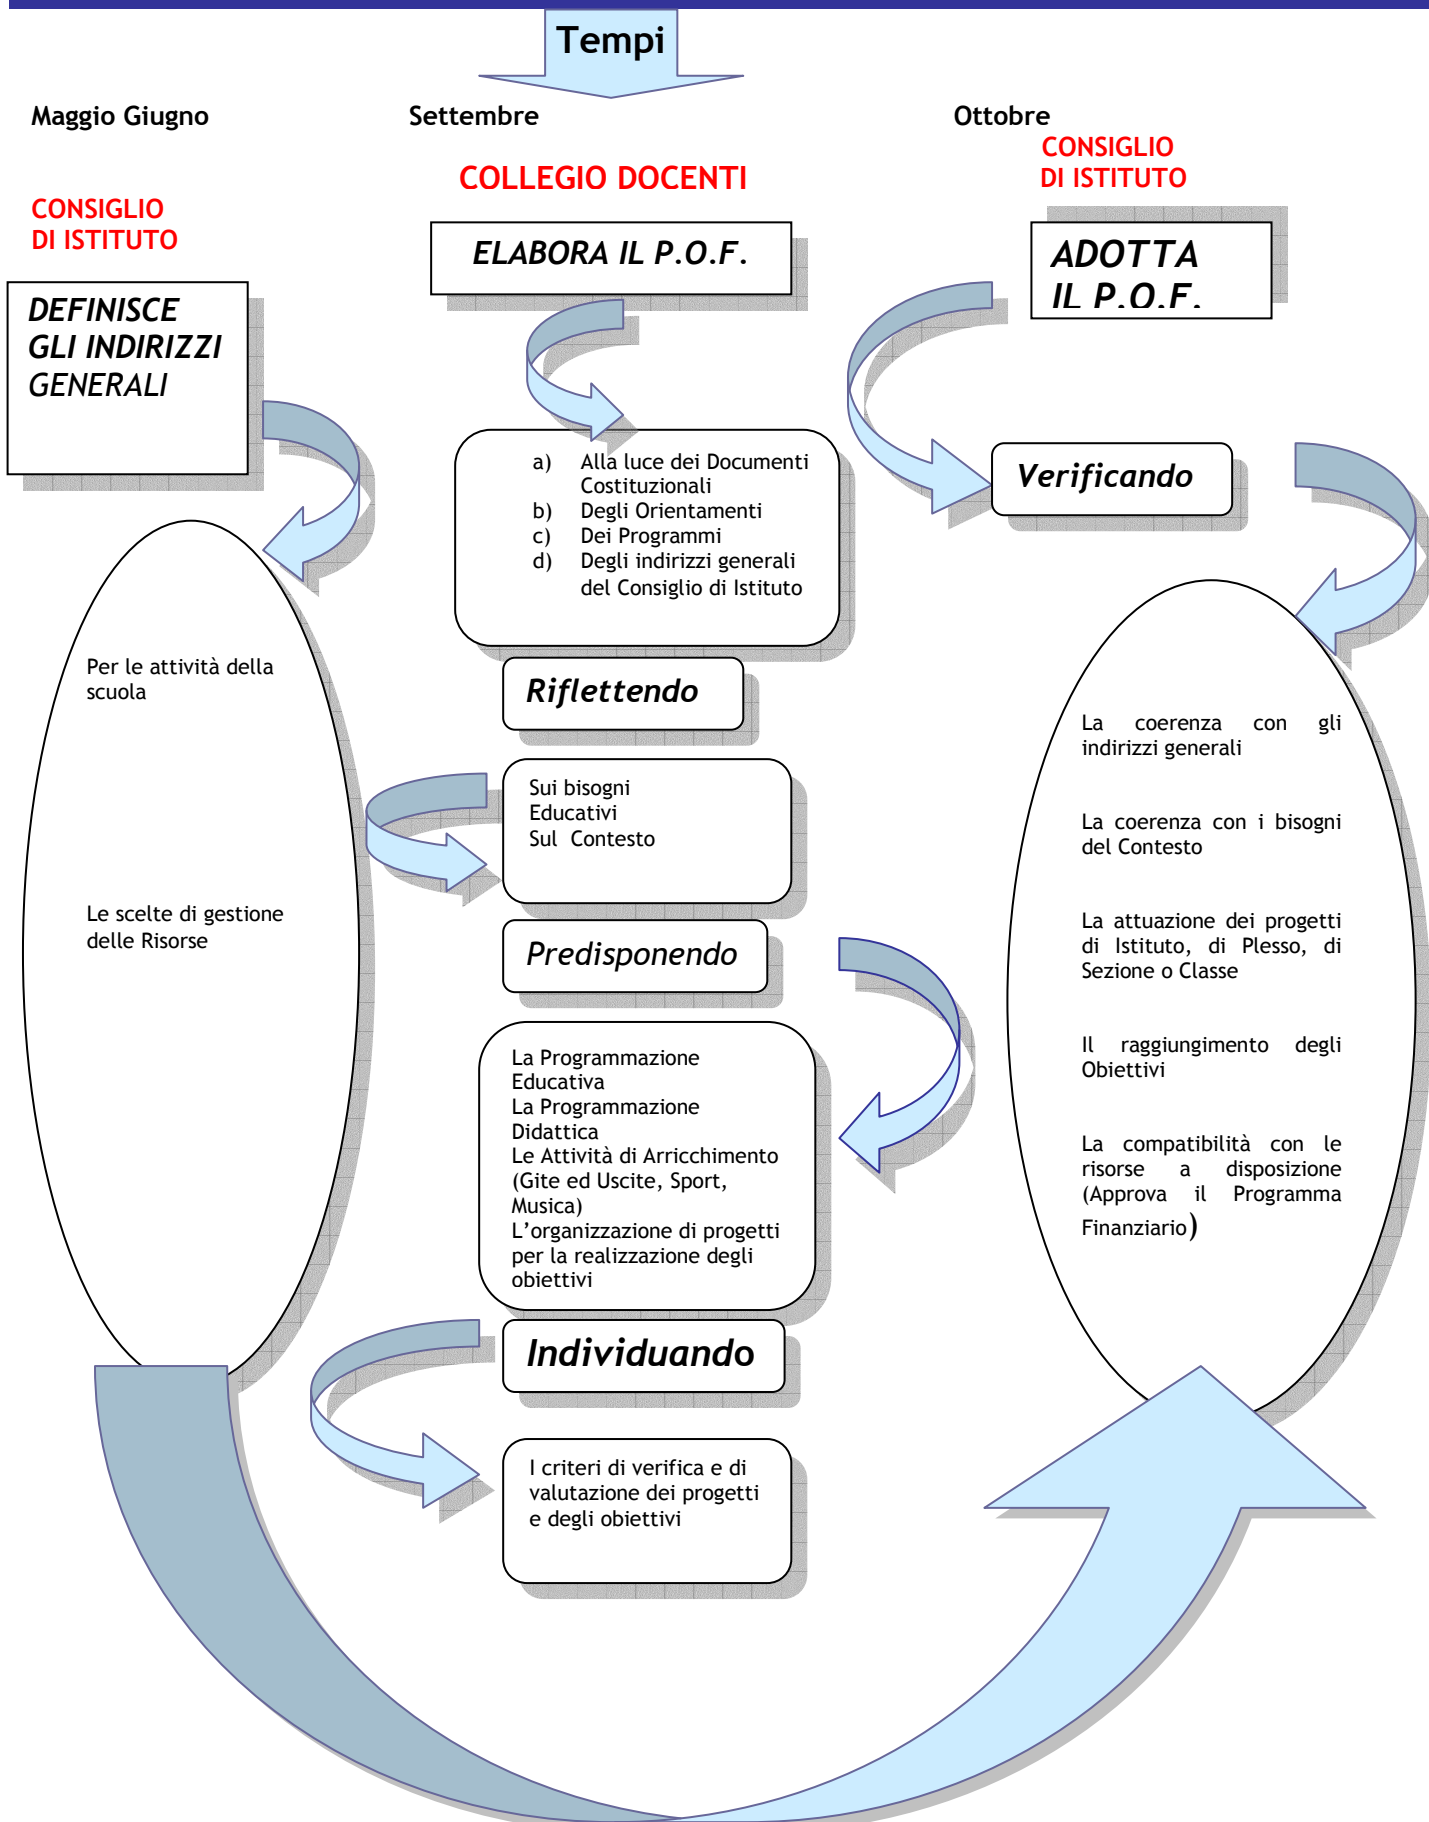 Tempi
Maggio Giugno
Settembre
Ottobre
CONSIGLIO
DI ISTITUTO
DEFINISCE
GLI INDIRIZZI
GENERALI
Per le attività della
scuola
Le scelte di gestione
delle Risorse
COLLEGIO DOCENTI
ELABORA IL P.O.F.
a) Alla luce dei Documenti
Costituzionali
b) Degli Orientamenti
c) Dei Programmi
d) Degli indirizzi generali
del Consiglio di Istituto
Riflettendo
Sui bisogni
Educativi
Sul Contesto
Predisponendo
La Programmazione
Educativa
La Programmazione
Didattica
Le Attività di Arricchimento
(Gite ed Uscite, Sport,
Musica)
L'organizzazione di progetti
per la realizzazione degli
obiettivi
Individuando
I criteri di verifica e di
valutazione dei progetti
e degli obiettivi
CONSIGLIO
DI ISTITUTO
ADOTTA
IL P.O.F.
Verificando
La coerenza con gli
indirizzi generali
La coerenza con i bisogni
del Contesto
La attuazione dei progetti
di Istituto, di Plesso, di
Sezione o Classe
Il raggiungimento degli
Obiettivi
La compatibilità con le
risorse a disposizione
(Approva il Programma
Finanziario)